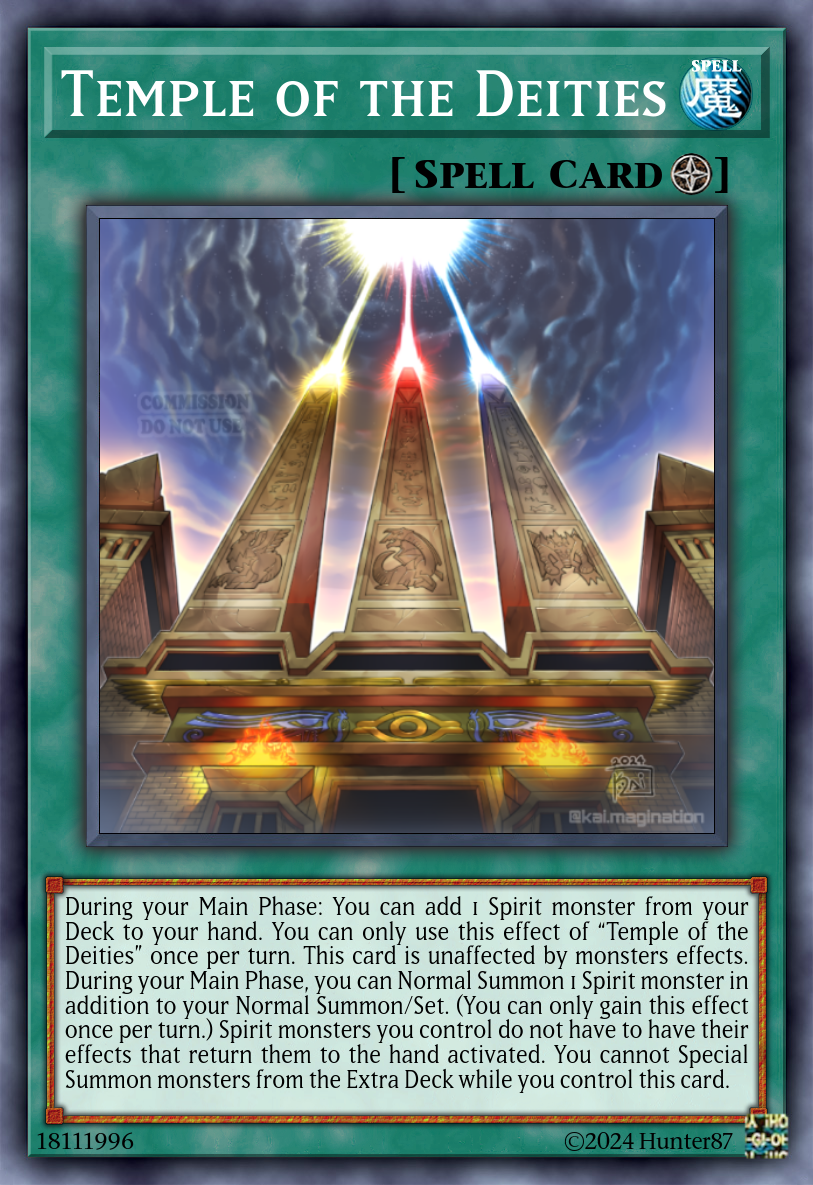 TEMPLE OF THE DEITIES
SPELL
魔
[ SPELL CARD ]
COMMISSION
DO NOT USE
2024
KAI
@kai.magination
During your Main Phase: You can add 1 Spirit monster from your
Deck to your hand. You can only use this effect of “Temple of the
Deities” once per turn. This card is unaffected by monsters effects.
During your Main Phase, you can Normal Summon 1 Spirit monster in
addition to your Normal Summon/Set. (You can only gain this effect
once per turn.) Spirit monsters you control do not have to have their
effects that return them to the hand activated. You cannot Special
Summon monsters from the Extra Deck while you control this card.
18111996
©2024 Hunter87